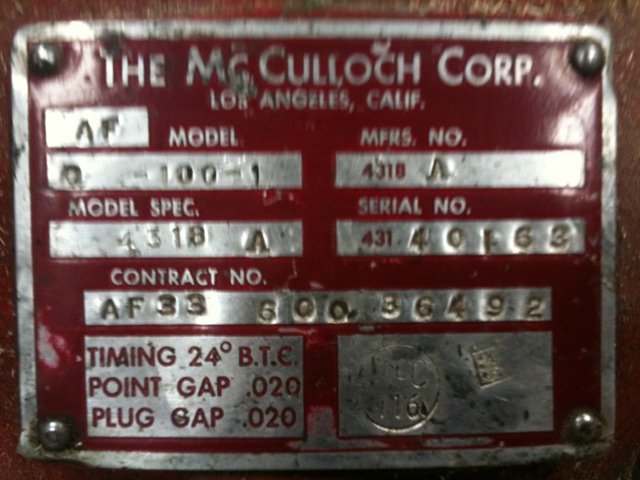 THE MCCULLOCH CORP.
LOS ANGELES, CALIF.
AF MODEL
O -100-1
MFRS. NO.
4318 A
MODEL SPEC.
4318 A
SERIAL NO.
431 40163
CONTRACT NO.
AF33 600 36492
TIMING 24° B.T.C.
POINT GAP .020
PLUG GAP .020
116